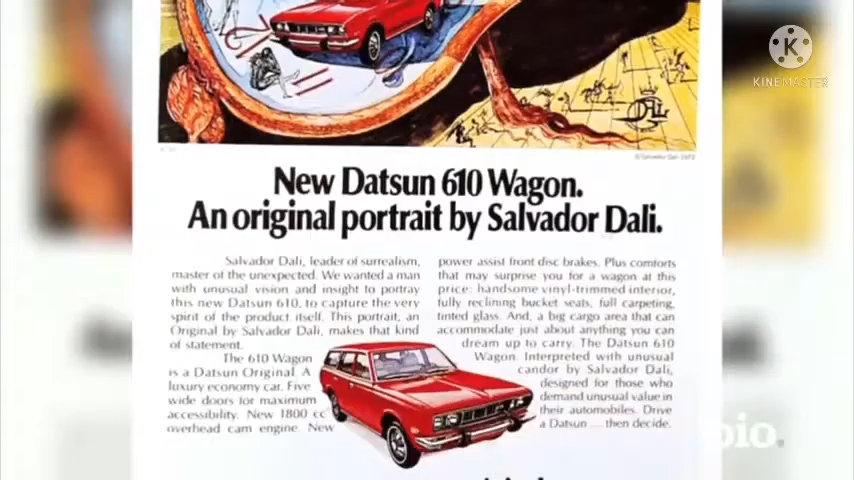 K
KINEMASTER
© Salvador Dali 1972
New Datsun 610 Wagon.
An original portrait by Salvador Dali.
Salvador Dali, leader of surrealism,
master of the unexpected. We wanted a man
with unusual vision and insight to portray
this new Datsun 610, to capture the very
spirit of the product itself. This portrait, an
Original by Salvador Dali, makes that kind
of statement.
The 610 Wagon
is a Datsun Original. A
luxury economy car. Five
wide doors for maximum
accessibility. New 1800 cc
overhead cam engine. New
power assist front disc brakes. Plus comforts
that may surprise you for a wagon at this
price: handsome vinyl-trimmed interior,
fully reclining bucket seats, full carpeting,
tinted glass. And, a big cargo area that can
accommodate just about anything you can
dream up to carry. The Datsun 610
Wagon. Interpreted with unusual
candor by Salvador Dali,
designed for those who
demand unusual value in
their automobiles. Drive
a Datsun... then decide.
bio.